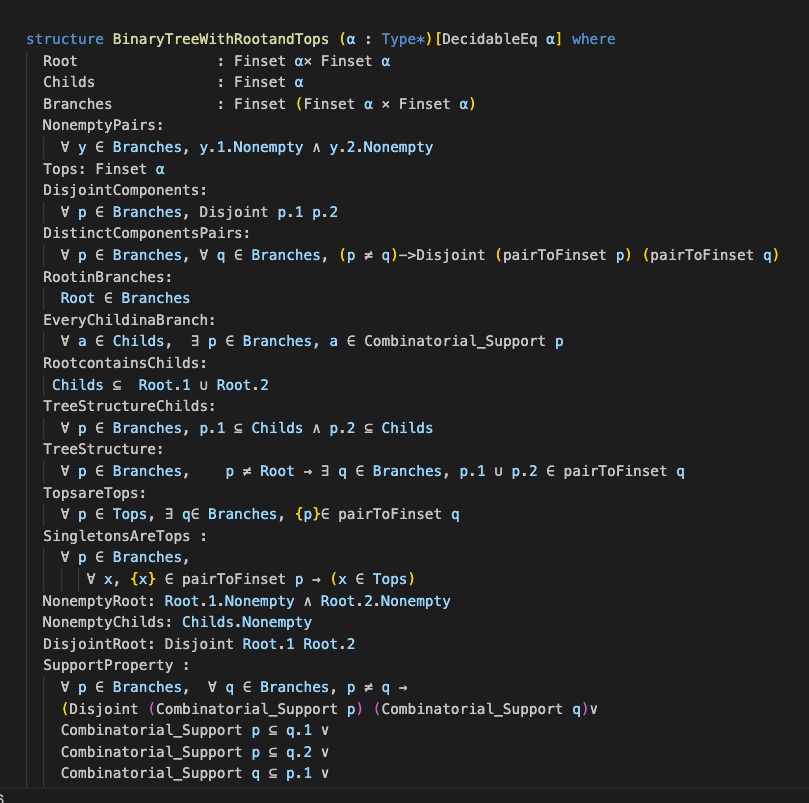 structure BinaryTreeWithRootandTops (α : Type*)[DecidableEq α] where
Root : Finset α× Finset α
Childs : Finset α
Branches : Finset (Finset α × Finset α)
NonemptyPairs:
∀ y ∈ Branches, y.1.Nonempty ∧ y.2.Nonempty
Tops: Finset α
DisjointComponents:
∀ p ∈ Branches, Disjoint p.1 p.2
DistinctComponentsPairs:
∀ p ∈ Branches, ∀ q ∈ Branches, (p ≠ q)->Disjoint (pairToFinset p) (pairToFinset q)
RootinBranches:
Root ∈ Branches
EveryChildinaBranch:
∀ a ∈ Childs, ∃ p ∈ Branches, a ∈ Combinatorial_Support p
RootcontainsChilds:
Childs ⊆ Root.1 ∪ Root.2
TreeStructureChilds:
∀ p ∈ Branches, p.1 ⊆ Childs ∧ p.2 ⊆ Childs
TreeStructure:
∀ p ∈ Branches, p ≠ Root → ∃ q ∈ Branches, p.1 ∪ p.2 ∈ pairToFinset q
TopsareTops:
∀ p ∈ Tops, ∃ q∈ Branches, {p}∈ pairToFinset q
SingletonsAreTops :
∀ p ∈ Branches,
∀ x, {x} ∈ pairToFinset p → (x ∈ Tops)
NonemptyRoot: Root.1.Nonempty ∧ Root.2.Nonempty
NonemptyChilds: Childs.Nonempty
DisjointRoot: Disjoint Root.1 Root.2
SupportProperty :
∀ p ∈ Branches, ∀ q ∈ Branches, p ≠ q →
(Disjoint (Combinatorial_Support p) (Combinatorial_Support q)∨
Combinatorial_Support p ⊆ q.1 ∨
Combinatorial_Support p ⊆ q.2 ∨
Combinatorial_Support q ⊆ p.1 ∨